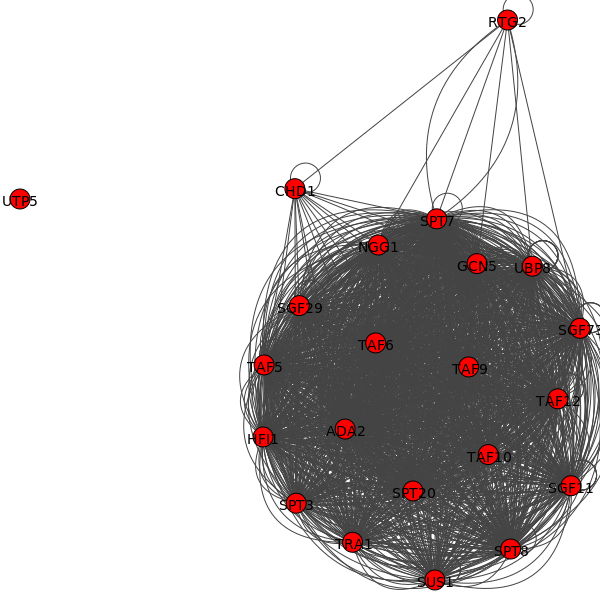 RTG2
CHD1
UTP5
SPT7
NGG1
GCN5
UBP8
SGF29
SGF73
TAF6
TAF5
TAF9
TAF12
ADA2
HFI1
TAF10
SGF11
SPT20
SPT3
TRA1
SPT8
SUS1